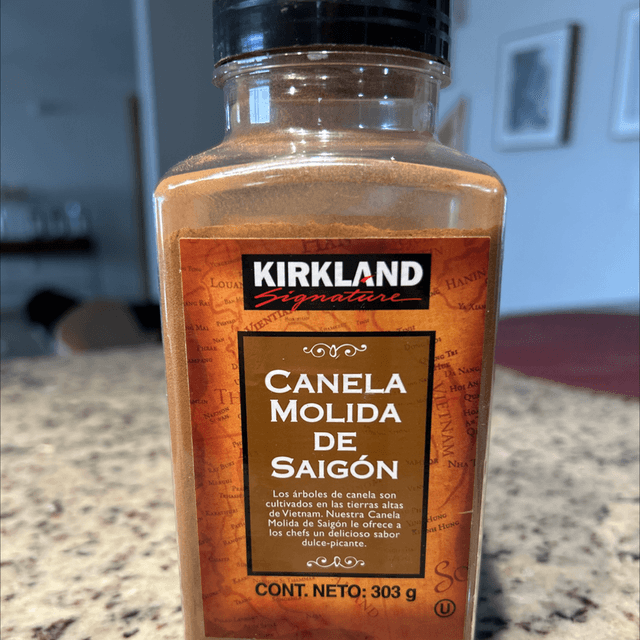 KIRKLAND
Signature
CANELA
MOLIDA
DE
SAIGÓN
Los árboles de canela son
cultivados en las tierras altas
de Vietnam. Nuestra Canela
Molida de Saigón le ofrece a
los chefs un delicioso sabor
dulce-picante.
CONT. NETO: 303 g
U
VIETNAM